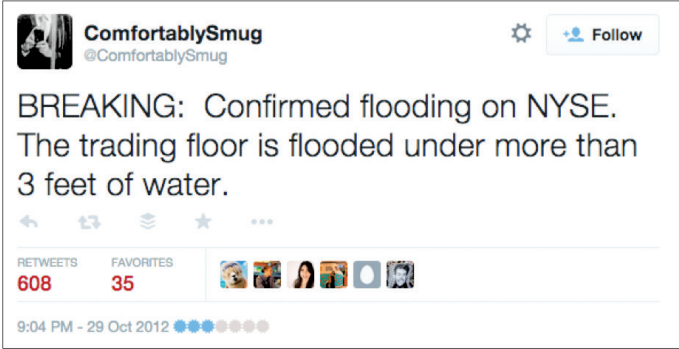 ComfortablySmug
@ComfortablySmug
Follow
BREAKING: Confirmed flooding on NYSE.
The trading floor is flooded under more than
3 feet of water.
RETWEETS FAVORITES
608 35
9:04 PM - 29 Oct 2012